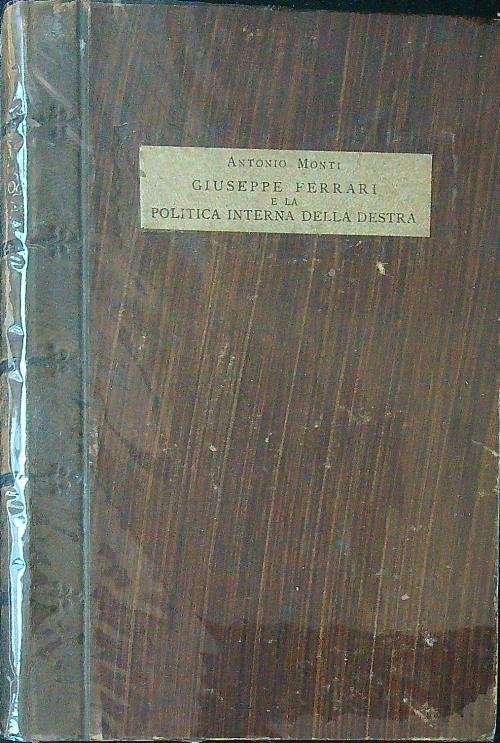 Antonio Monti
GIUSEPPE FERRARI
E LA
POLITICA INTERNA DELLA DESTRA